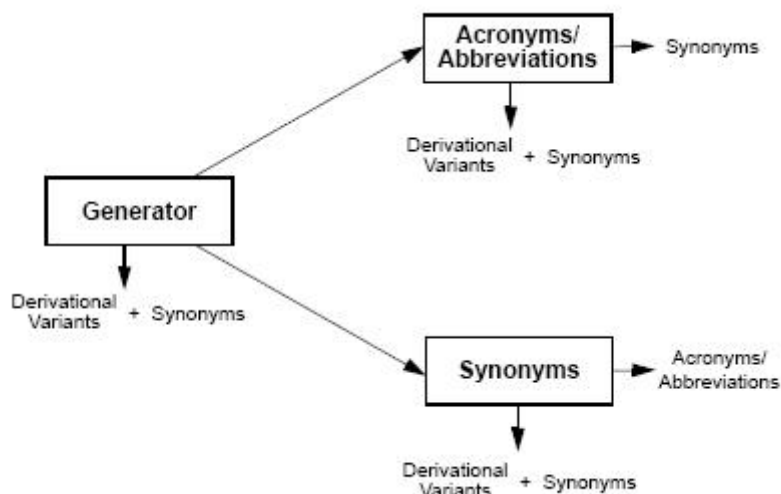 Acronyms/
Abbreviations
Synonyms
Derivational
Variants + Synonyms
Generator
Derivational
Variants + Synonyms
Synonyms
Acronyms/
Abbreviations
Derivational
Variants + Synonyms